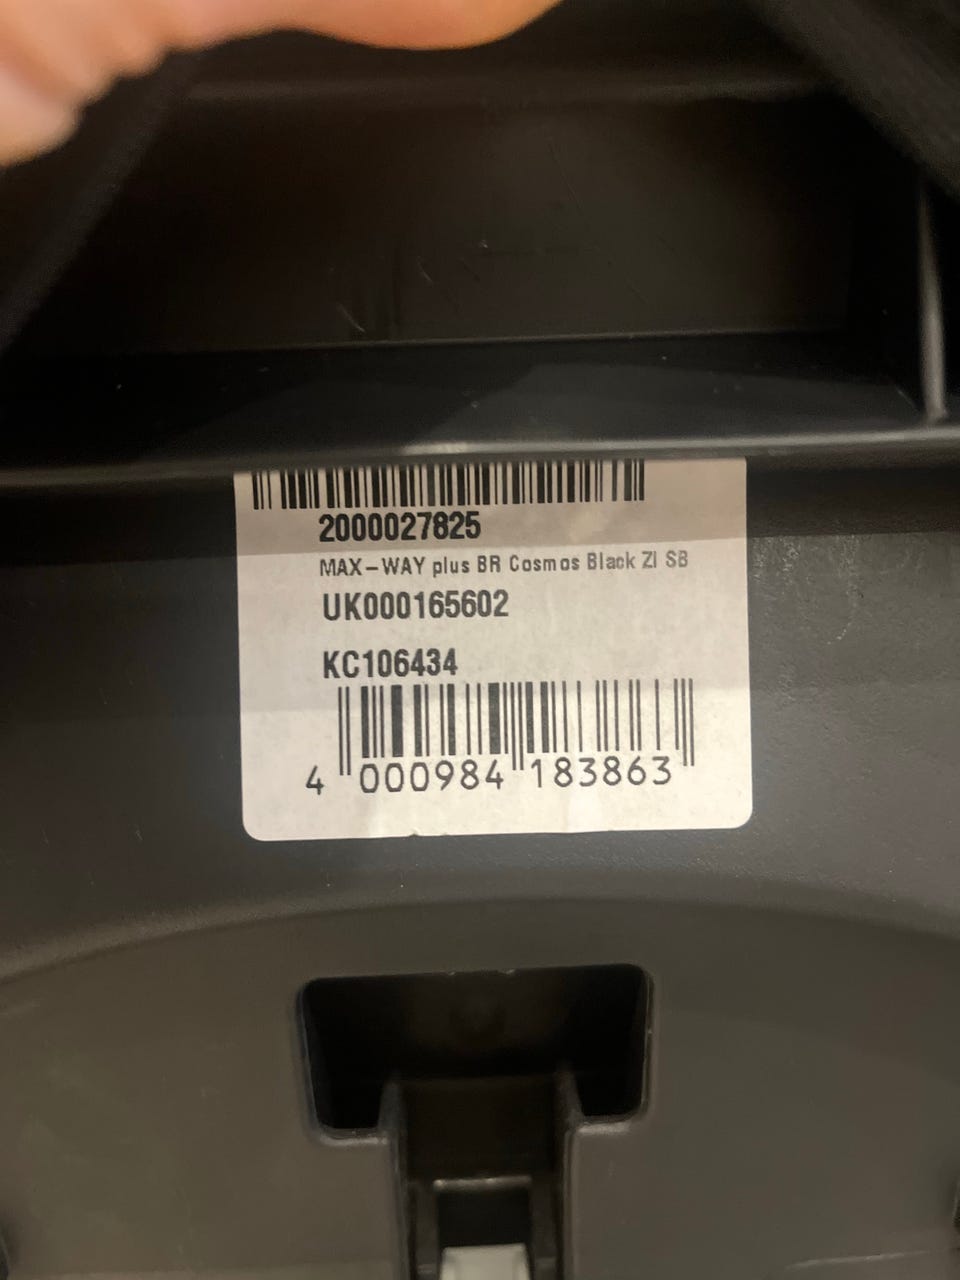 2000027825
MAX-WAY plus BR Cosmos Black ZI SB
UK000165602
KC106434
4 000984 183863